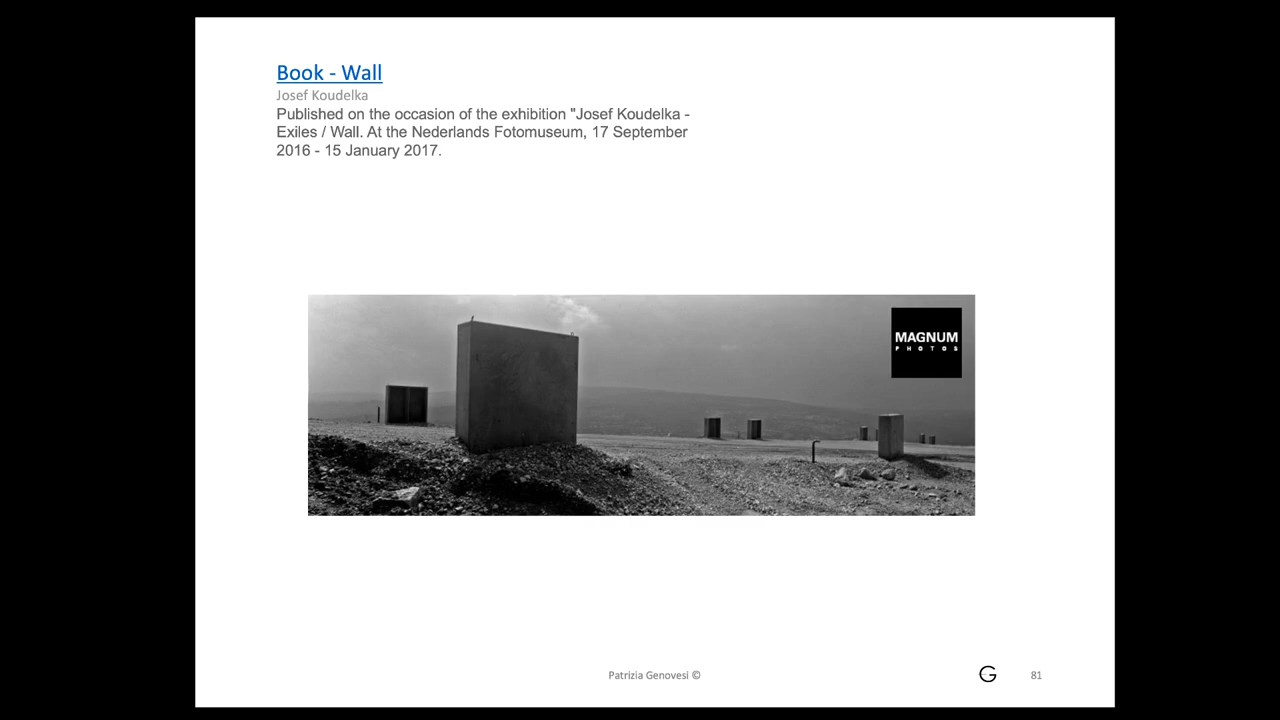 Book - Wall
Josef Koudelka
Published on the occasion of the exhibition "Josef Koudelka -
Exiles / Wall. At the Nederlands Fotomuseum, 17 September
2016 - 15 January 2017.
MAGNUM
PHOTOS
Patrizia Genovesi ©
G
81